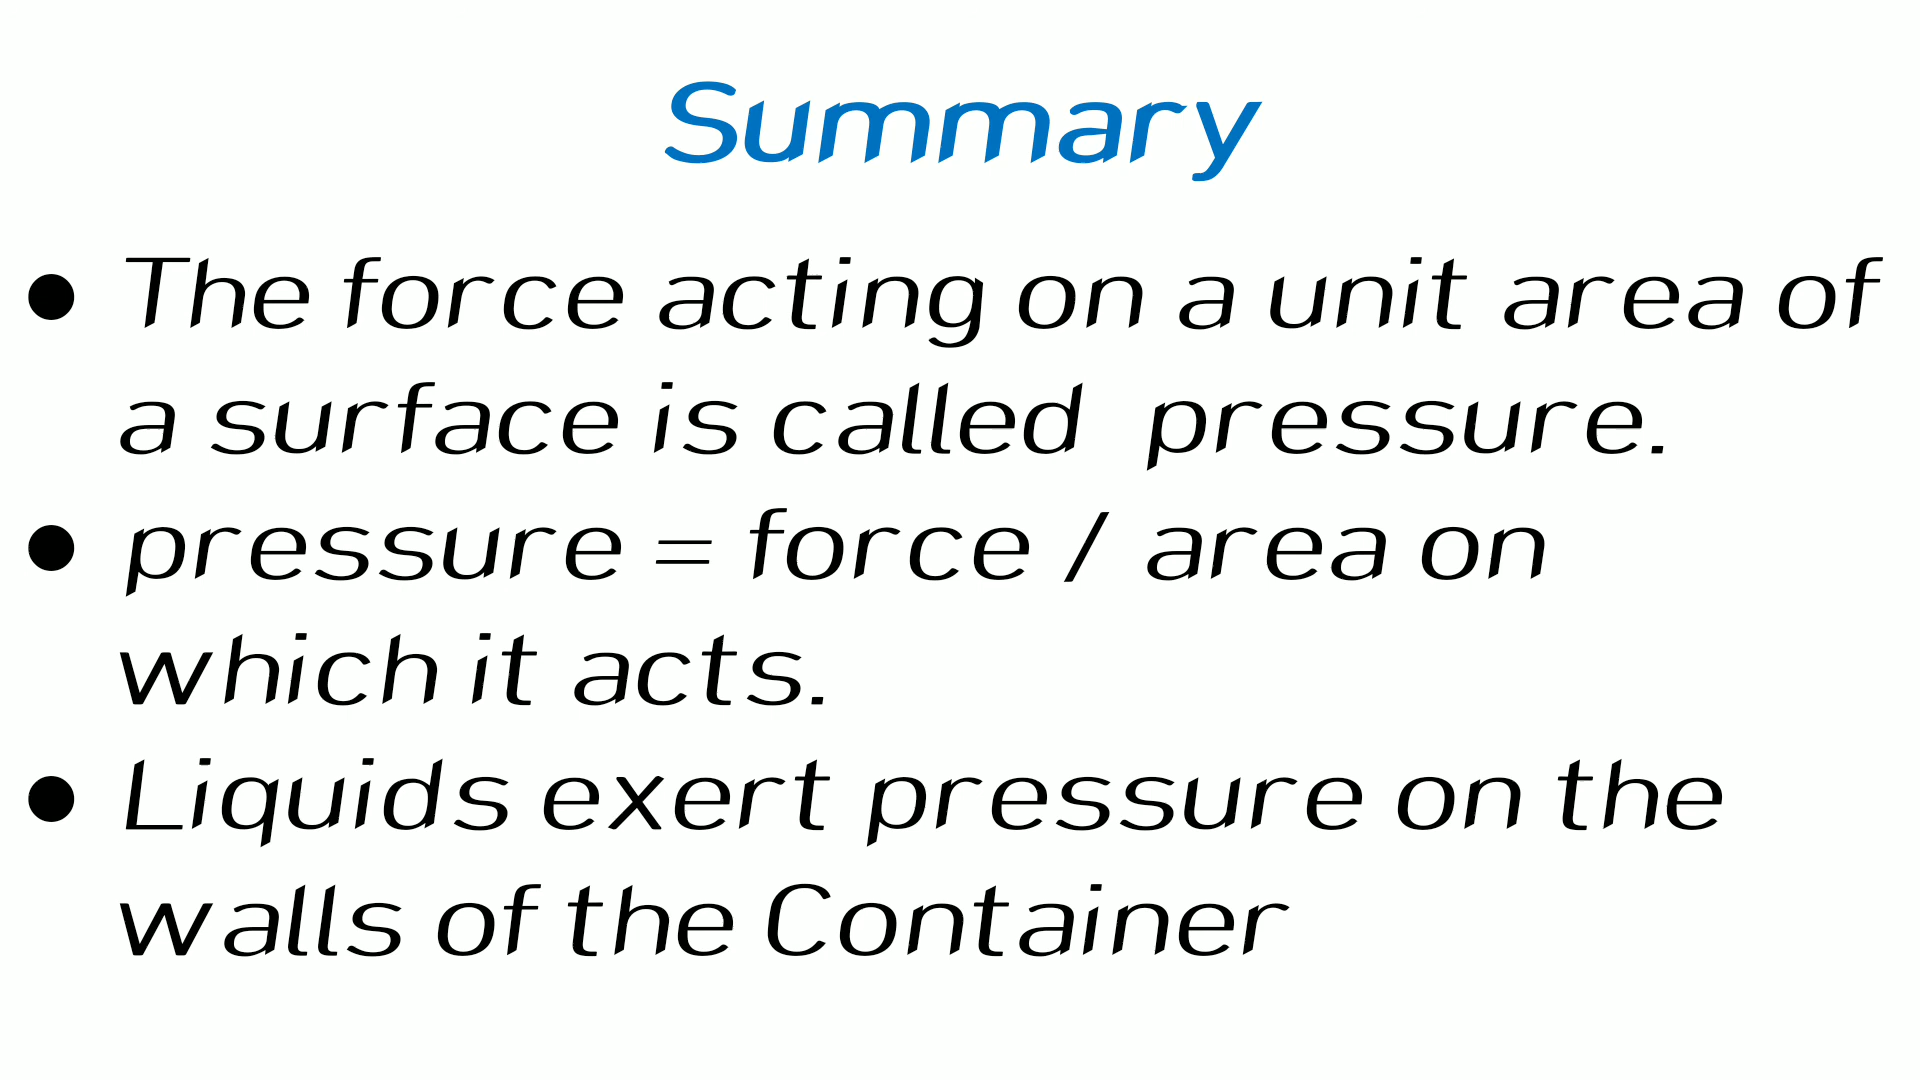 Summary
● The force acting on a unit area of
a surface is called  pressure.
● pressure = force / area on
which it acts.
● Liquids exert pressure on the
walls of the Container